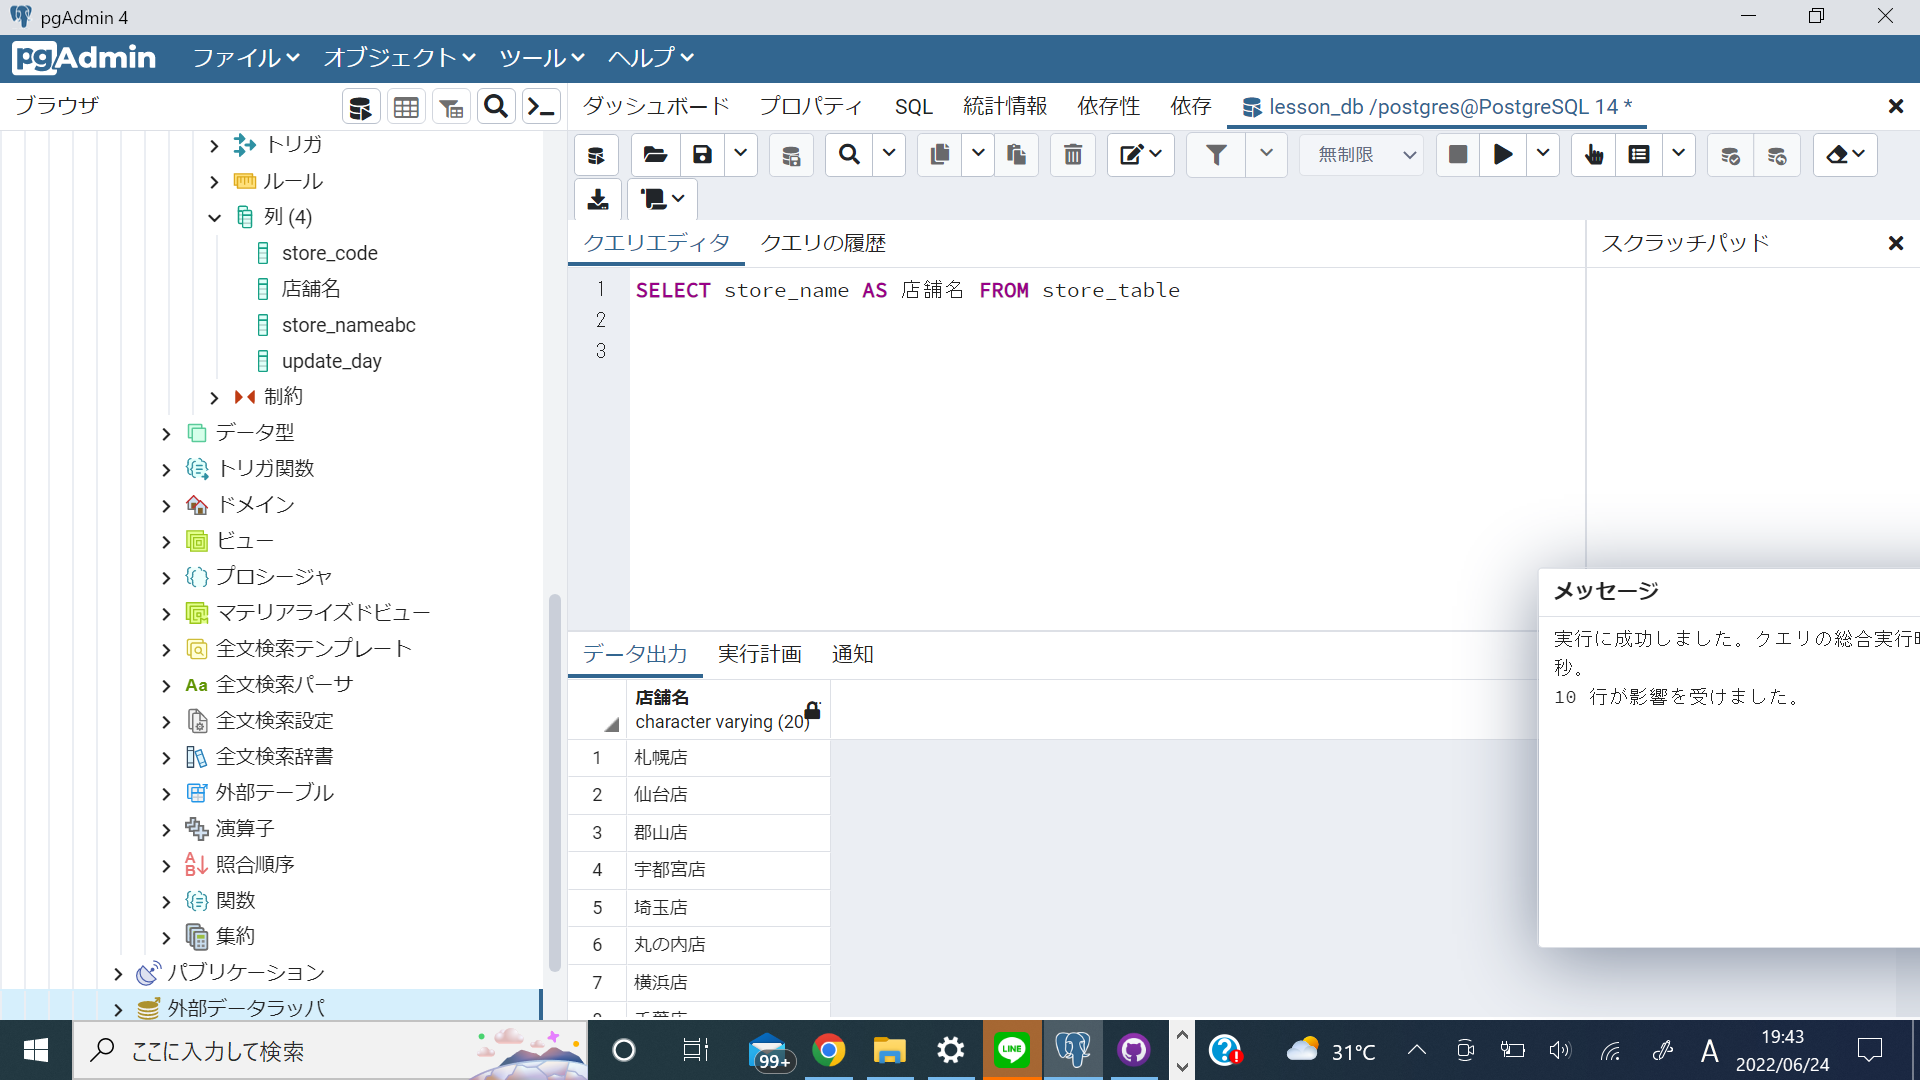 pgAdmin 4
pgAdmin
ファイル
オブジェクト
ツール
ヘルプ
ブラウザ
ダッシュボード
プロパティ
SQL
統計情報
依存性
依存
lesson_db /postgres@PostgreSQL 14 *
無制限
トリガ
ルール
列 (4)
store_code
店舗名
store_nameabc
update_day
制約
データ型
トリガ関数
ドメイン
ビュー
プロシージャ
マテリアライズドビュー
全文検索テンプレート
Aa 全文検索パーサ
全文検索設定
全文検索辞書
外部テーブル
演算子
照合順序
関数
集約
パブリケーション
外部データラッパ
クエリエディタ
クエリの履歴
スクラッチパッド
1 SELECT store_name AS 店舗名 FROM store_table
2
3
データ出力
実行計画
通知
店舗名
character varying (20)
1 札幌店
2 仙台店
3 郡山店
4 宇都宮店
5 埼玉店
6 丸の内店
7 横浜店
メッセージ
実行に成功しました。クエリの総合実行
秒。
10 行が影響を受けました。
ここに入力して検索
99+
LINE
31°C
A
19:43
2022/06/24